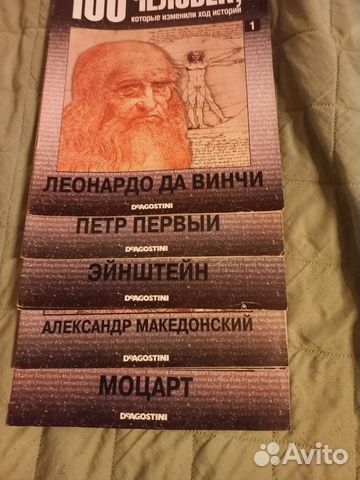 100 ЧЕЛОВЕК,
которые изменили ход истории
1
ЛЕОНАРДО ДА ВИНЧИ
DeAGOSTINI
ПЕТР ПЕРВЫЙ
DeAGOSTINI
ЭЙНШТЕЙН
DeAGOSTINI
АЛЕКСАНДР МАКЕДОНСКИЙ
DeAGOSTINI
МОЦАРТ
DeAGOSTINI
Avito